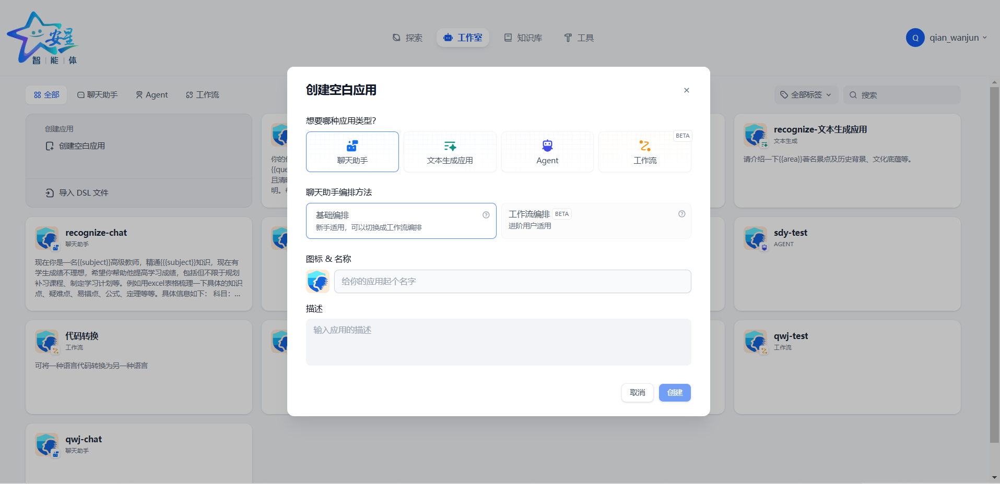 安星
智 | 能 | 体
探索
工作室
知识库
工具
Q
qian_wanjun
全部
聊天助手
Agent
工作流
全部标签
搜索
创建应用
创建空白应用
导入 DSL 文件
你的
{{que
且清
明。#
recognize-文本生成应用
文本生成
请介绍一下{{area}}著名景点及历史背景、文化底蕴等。
recognize-chat
聊天助手
现在你是一名{{subject}}高级教师，精通{{{subject}}知识，现在有
学生成绩不理想，希望你帮助他提高学习成绩，包括但不限于规划
补习课程、制定学习计划等。例如用excel表格梳理一下具体的知识
点、疑难点、易错点、公式、定理等等。具体信息如下： 科目：...
sdy-test
AGENT
代码转换
工作流
可将一种语言代码转换为另一种语言
qwj-test
工作流
qwj-chat
聊天助手
创建空白应用
想要哪种应用类型?
聊天助手
文本生成应用
Agent
BETA
工作流
聊天助手编排方法
基础编排
新手适用，可以切换成工作流编排
工作流编排 BETA
进阶用户适用
图标 & 名称
给你的应用起个名字
描述
输入应用的描述
取消
创建